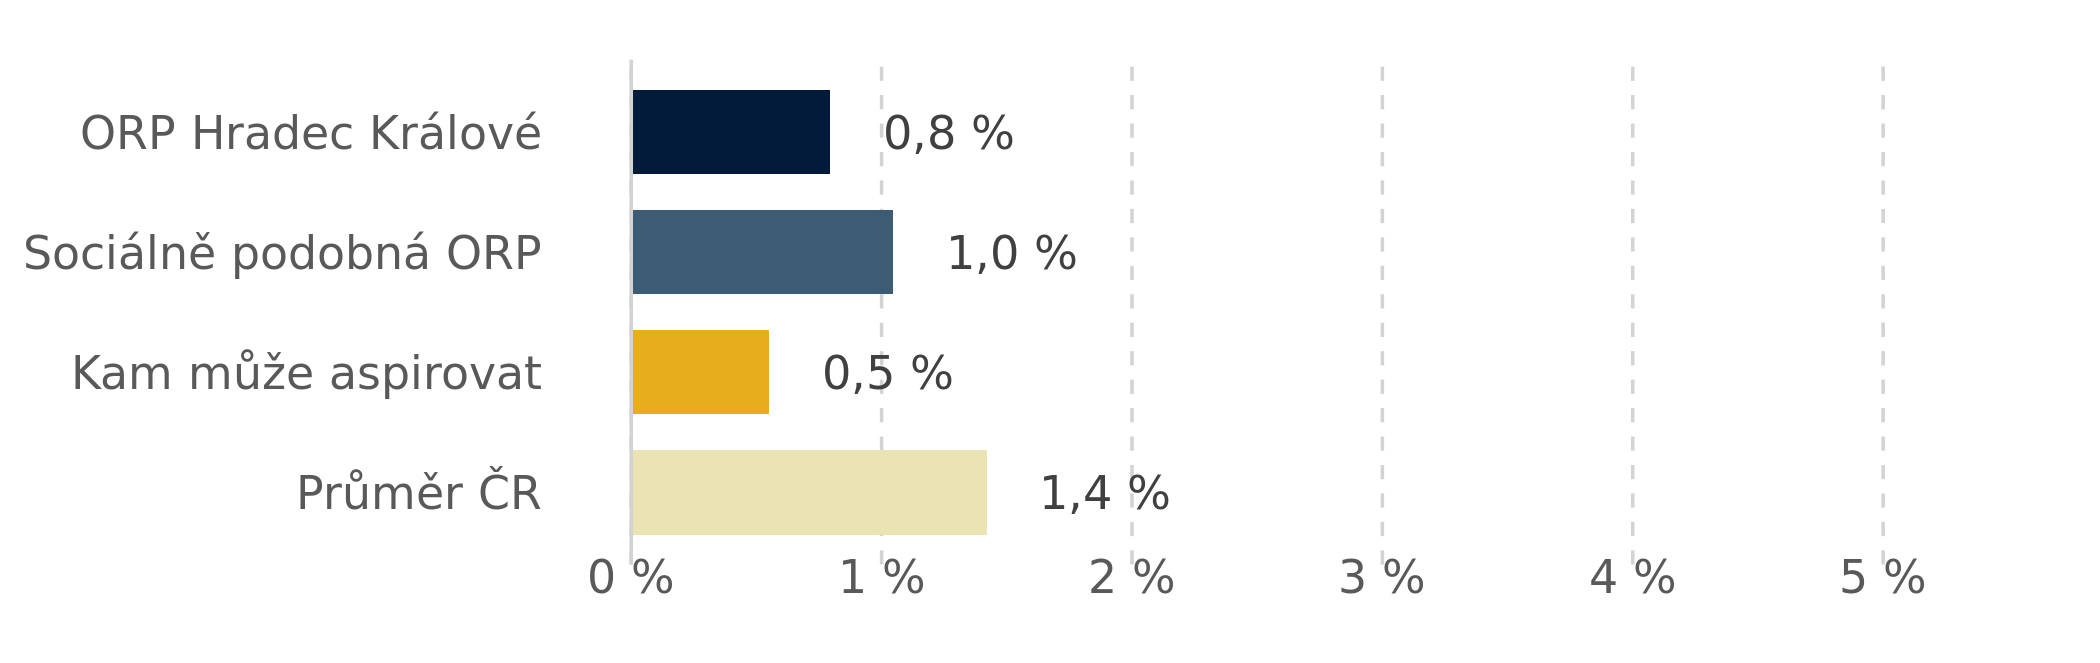 ORP Hradec Králové 0,8 %
Sociálně podobná ORP 1,0 %
Kam může aspirovat 0,5 %
Průměr ČR 1,4 %
0 % 1 % 2 % 3 % 4 % 5 %